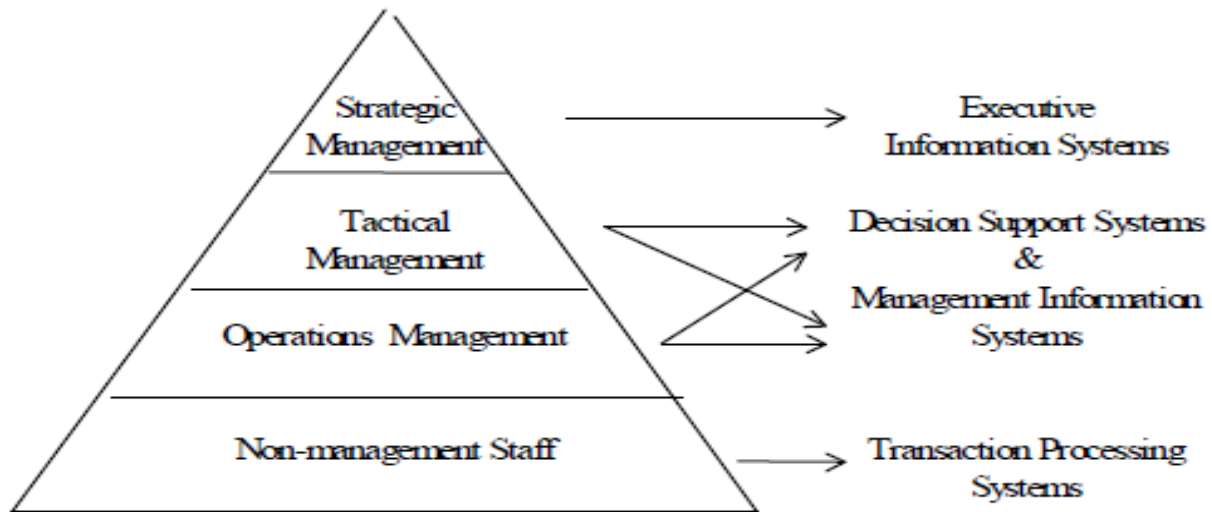 Strategic
Management
Executive
Information Systems
Tactical
Management
Decision Support Systems
&
Management Information
Systems
Operations Management
Non-management Staff
Transaction Processing
Systems